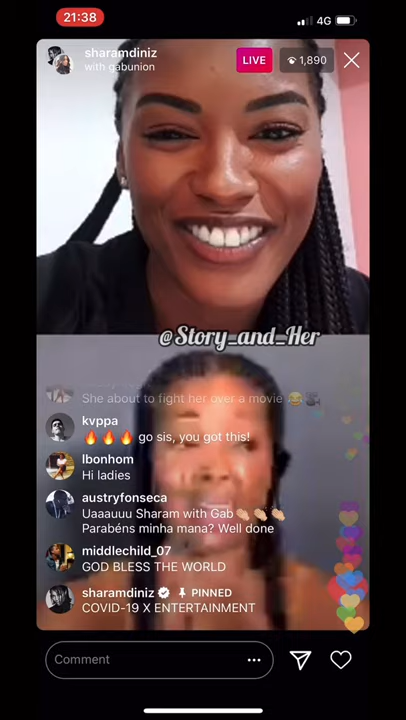 21:38
4G
sharamdiniz
with gabunion
LIVE
1,890
@Story_and_Her
She about to fight her over a movie 😂🎥
kvppa
🔥🔥🔥 go sis, you got this!
lbonhom
Hi ladies
austryfonseca
Uaaauuu Sharam with Gab👏🏼👏🏼👏🏼
Parabéns minha mana? Well done
middlechild_07
GOD BLESS THE WORLD
sharamdiniz PINNED
COVID-19 X ENTERTAINMENT
Comment